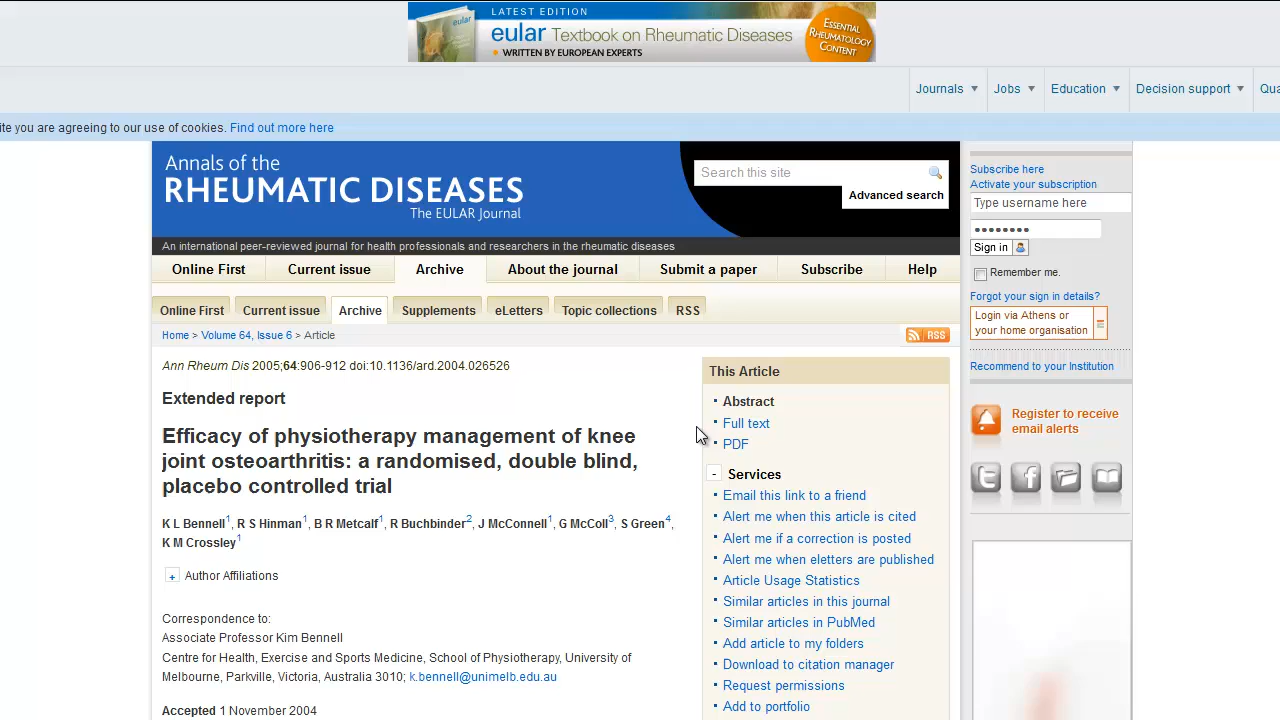 LATEST EDITION
eular Textbook on Rheumatic Diseases
WRITTEN BY EUROPEAN EXPERTS
ESSENTIAL
RHEUMATOLOGY
CONTENT
eular
Journals
Jobs
Education
Decision support
Qua
ite you are agreeing to our use of cookies. Find out more here
Annals of the
RHEUMATIC DISEASES
The EULAR Journal
Search this site
Advanced search
An international peer-reviewed journal for health professionals and researchers in the rheumatic diseases
Online First
Current issue
Archive
About the journal
Submit a paper
Subscribe
Help
Online First
Current issue
Archive
Supplements
eLetters
Topic collections
RSS
Home > Volume 64, Issue 6 > Article
RSS
Ann Rheum Dis 2005;64:906-912 doi:10.1136/ard.2004.026526
Extended report
Efficacy of physiotherapy management of knee
joint osteoarthritis: a randomised, double blind,
placebo controlled trial
K L Bennell1, R S Hinman1, B R Metcalf1, R Buchbinder2, J McConnell1, G McColl3, S Green4,
K M Crossley1
+ Author Affiliations
Correspondence to:
Associate Professor Kim Bennell
Centre for Health, Exercise and Sports Medicine, School of Physiotherapy, University of
Melbourne, Parkville, Victoria, Australia 3010; k.bennell@unimelb.edu.au
Accepted 1 November 2004
This Article
Abstract
Full text
PDF
- Services
Email this link to a friend
Alert me when this article is cited
Alert me if a correction is posted
Alert me when eletters are published
Article Usage Statistics
Similar articles in this journal
Similar articles in PubMed
Add article to my folders
Download to citation manager
Request permissions
Add to portfolio
Subscribe here
Activate your subscription
Type username here
••••••••
Sign in
Remember me.
Forgot your sign in details?
Login via Athens or
your home organisation
Recommend to your Institution
Register to receive
email alerts